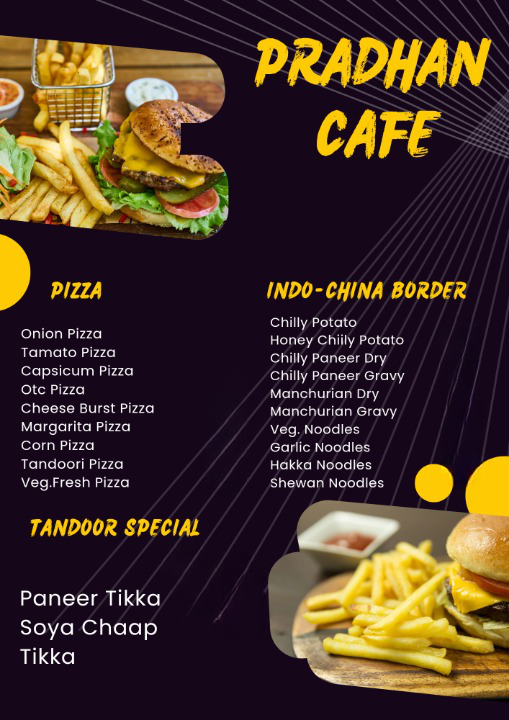 PRADHAN
CAFE
PIZZA
Onion Pizza
Tamato Pizza
Capsicum Pizza
Otc Pizza
Cheese Burst Pizza
Margarita Pizza
Corn Pizza
Tandoori Pizza
Veg.Fresh Pizza
INDO-CHINA BORDER
Chilly Potato
Honey Chiily Potato
Chilly Paneer Dry
Chilly Paneer Gravy
Manchurian Dry
Manchurian Gravy
Veg. Noodles
Garlic Noodles
Hakka Noodles
Shewan Noodles
TANDOOR SPECIAL
Paneer Tikka
Soya Chaap
Tikka